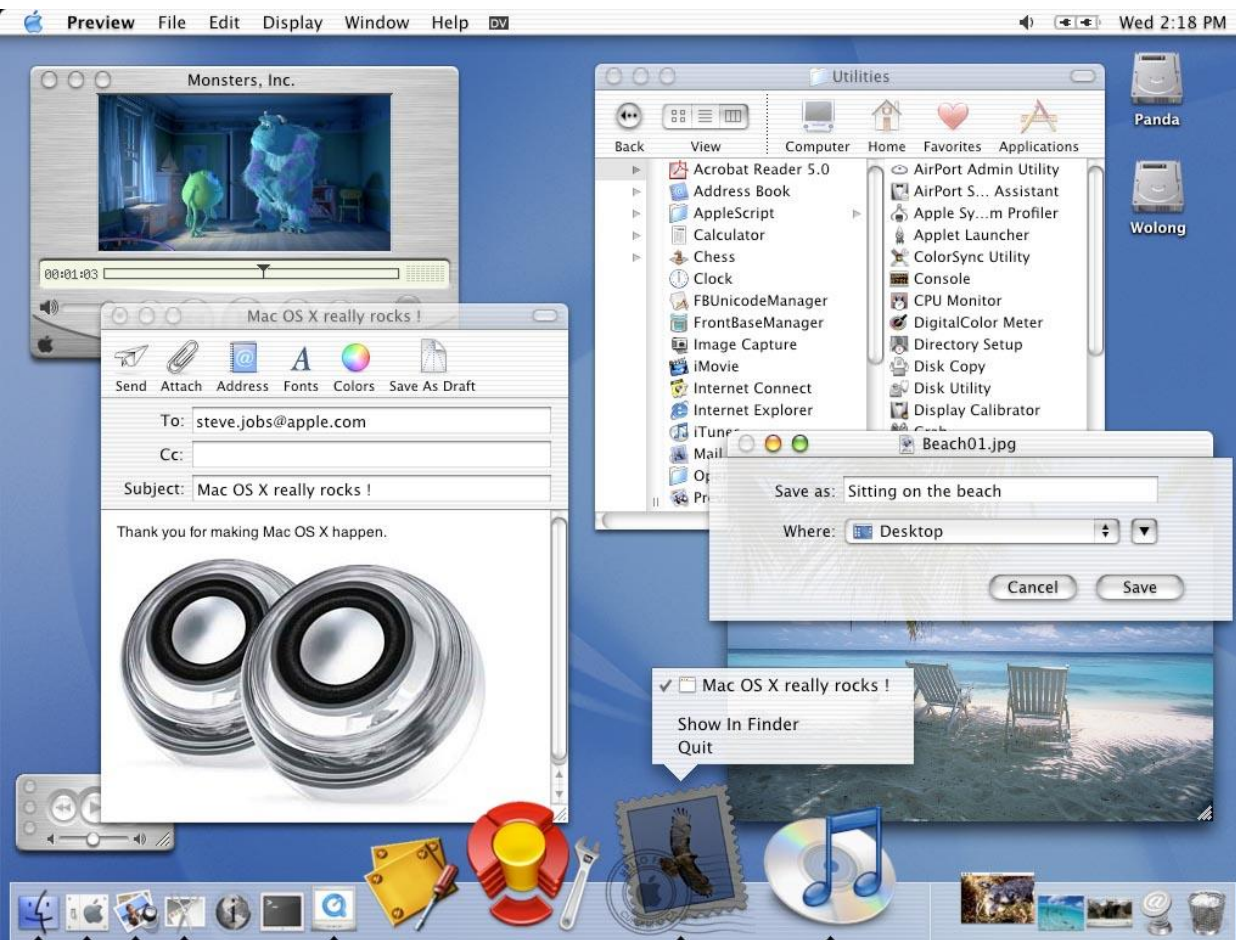 Preview File Edit Display Window Help DV Wed 2:18 PM
Monsters, Inc.
00:01:03
Utilities
Back View Computer Home Favorites Applications
Acrobat Reader 5.0
Address Book
AppleScript
Calculator
Chess
Clock
FBUnicodeManager
FrontBaseManager
Image Capture
iMovie
Internet Connect
Internet Explorer
iTunes
Mail
AirPort Admin Utility
AirPort S... Assistant
Apple Sy...m Profiler
Applet Launcher
ColorSync Utility
Console
CPU Monitor
DigitalColor Meter
Directory Setup
Disk Copy
Disk Utility
Display Calibrator
Grab
Panda
Wolong
Mac OS X really rocks !
Send Attach Address Fonts Colors Save As Draft
To: steve.jobs@apple.com
Cc:
Subject: Mac OS X really rocks !
Thank you for making Mac OS X happen.
Beach01.jpg
Save as: Sitting on the beach
Where: Desktop
Cancel Save
Mac OS X really rocks !
Show In Finder
Quit